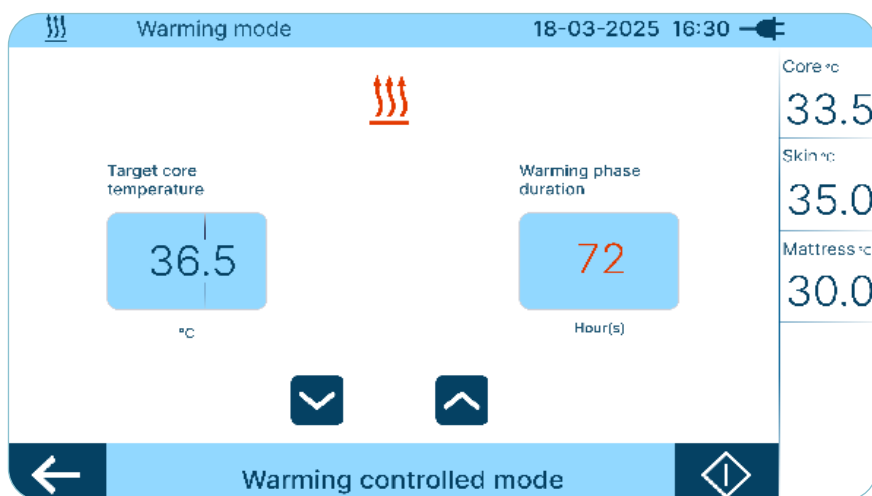 Warming mode
18-03-2025 16:30
Core °C
33.5
Skin °C
35.0
Mattress °C
30.0
Target core
temperature
36.5
°C
Warming phase
duration
72
Hour(s)
Warming controlled mode